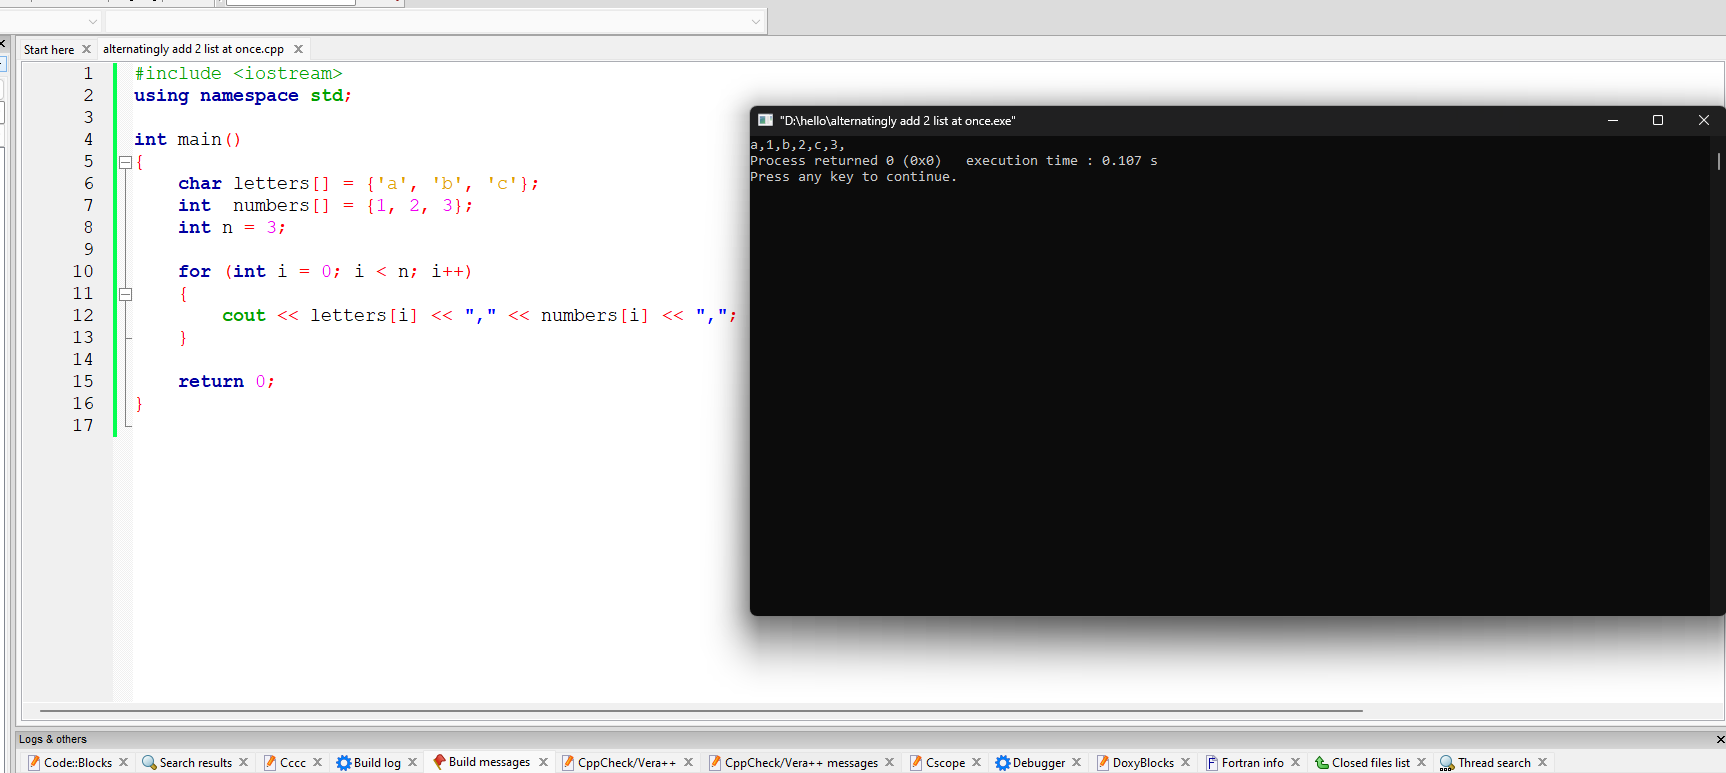 Start here
alternatingly add 2 list at once.cpp
1 #include <iostream>
2 using namespace std;
3
4 int main()
5 {
6 char letters[] = {'a', 'b', 'c'};
7 int  numbers[] = {1, 2, 3};
8 int n = 3;
9
10 for (int i = 0; i < n; i++)
11 {
12 cout << letters[i] << "," << numbers[i] << ",";
13 }
14
15 return 0;
16 }
17
"D:\hello\alternatingly add 2 list at once.exe"
a,1,b,2,c,3,
Process returned 0 (0x0)   execution time : 0.107 s
Press any key to continue.
Logs & others
Code::Blocks
Search results
Cccc
Build log
Build messages
CppCheck/Vera++
CppCheck/Vera++ messages
Cscope
Debugger
DoxyBlocks
Fortran info
Closed files list
Thread search